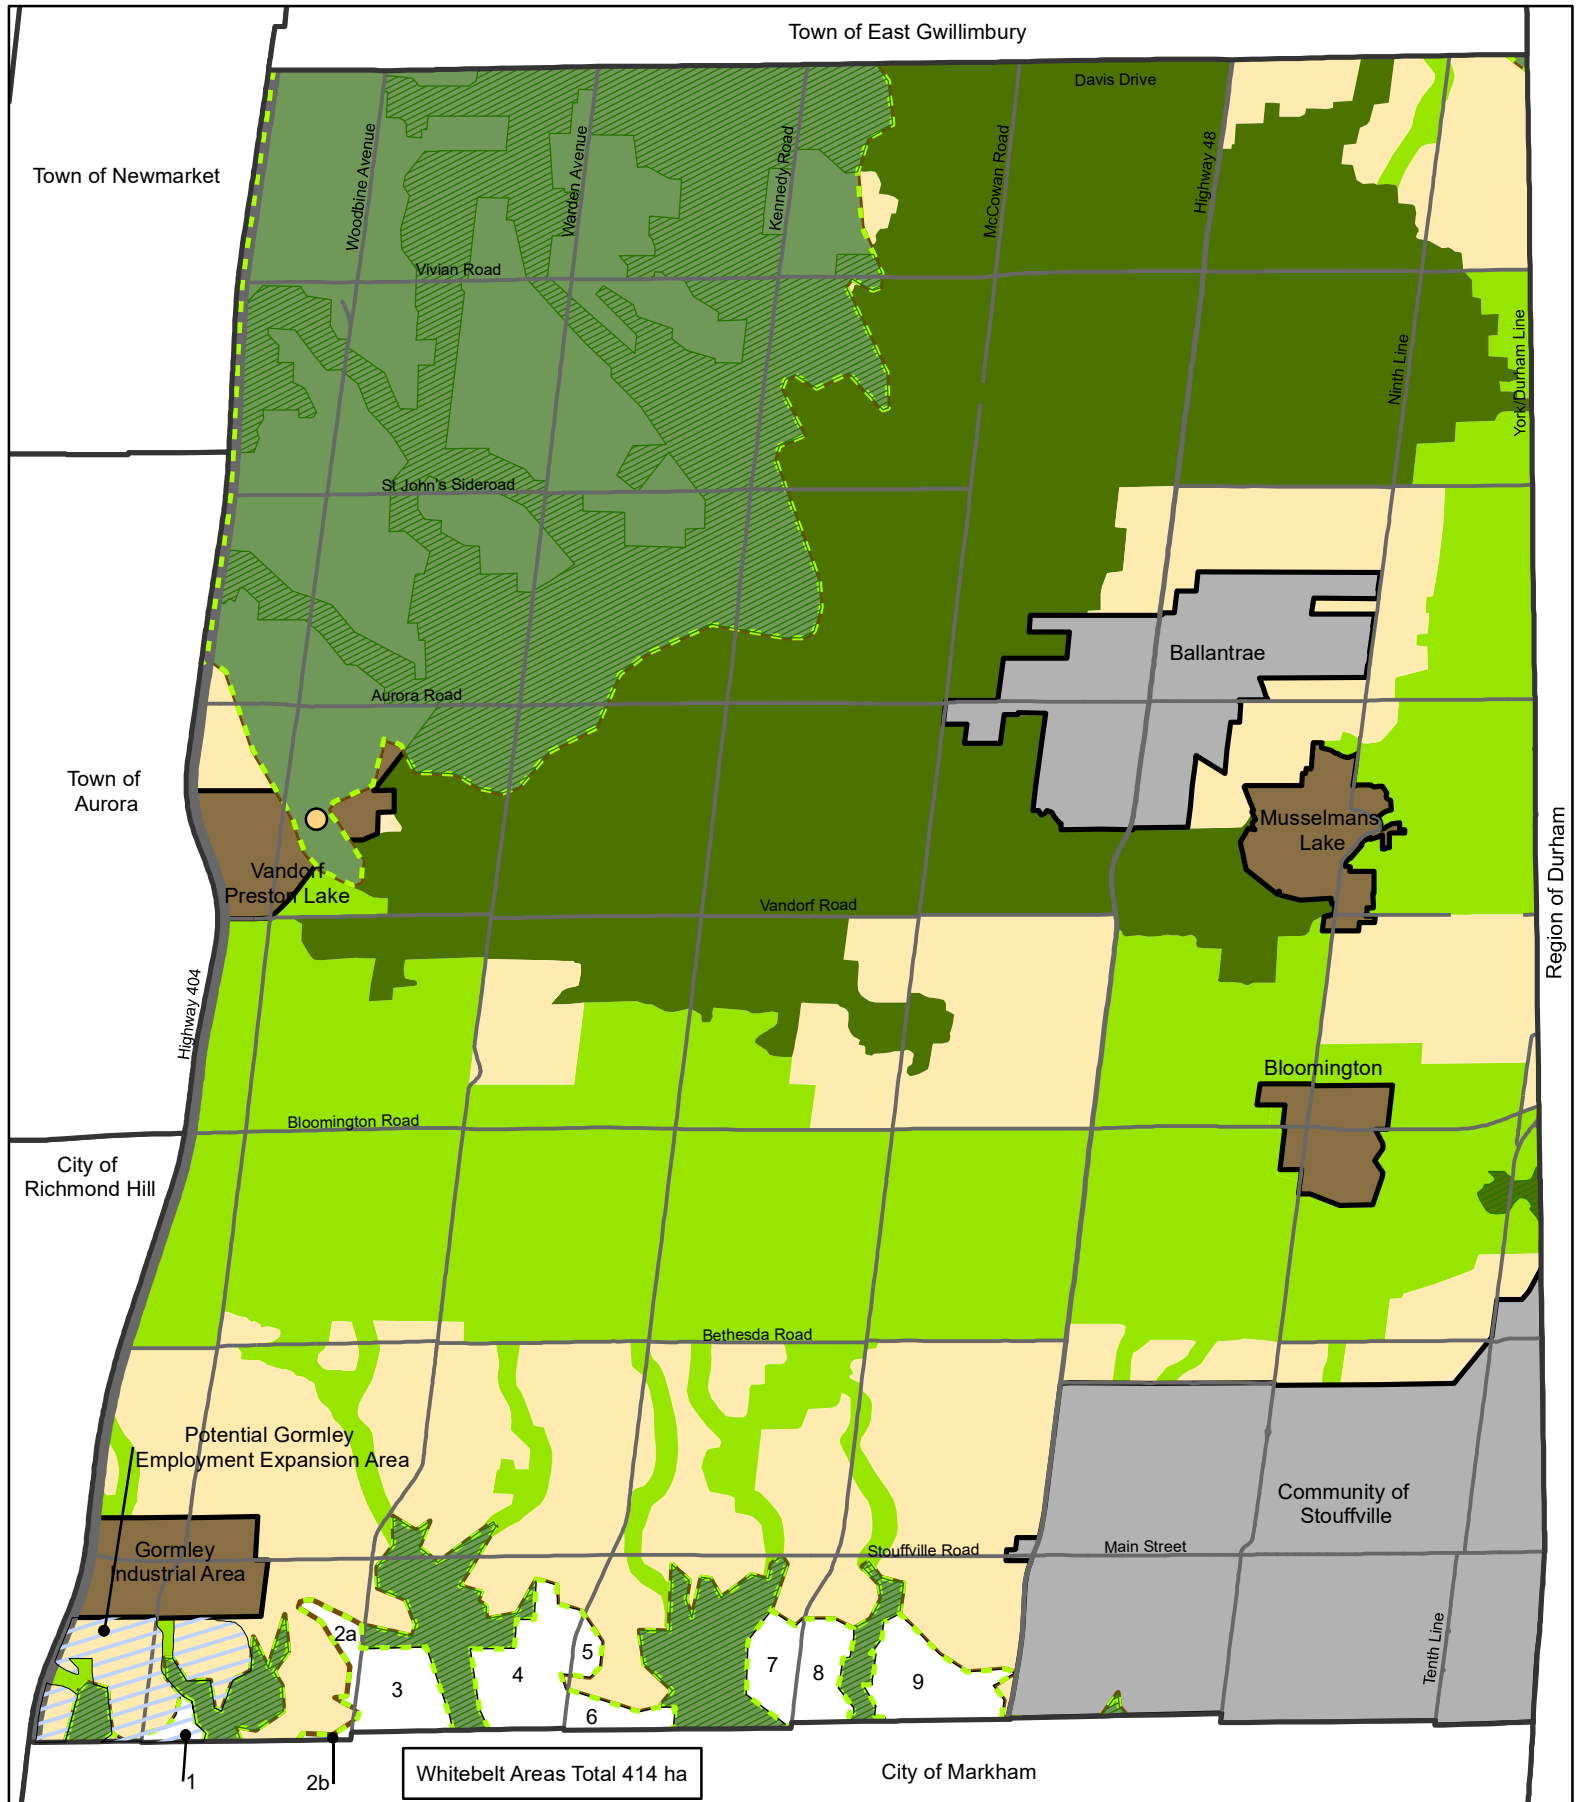 Town of East Gwillimbury
Davis Drive
Town of Newmarket
Woodbine Avenue
Warden Avenue
Kennedy Road
McCowan Road
Highway 48
Vivian Road
Ninth Line
York/Durham Line
St John's Sideroad
Ballantrae
Aurora Road
Town of
Aurora
Musselmans
Lake
Vandorf
Preston Lake
Vandorf Road
Region of Durham
Highway 404
Bloomington
Bloomington Road
City of
Richmond Hill
Bethesda Road
Potential Gormley
Employment Expansion Area
Community of
Stouffville
Gormley
Industrial Area
Stouffville Road
Main Street
Tenth Line
2a
3
4
5
6
7
8
9
1
2b
Whitebelt Areas Total 414 ha
City of Markham